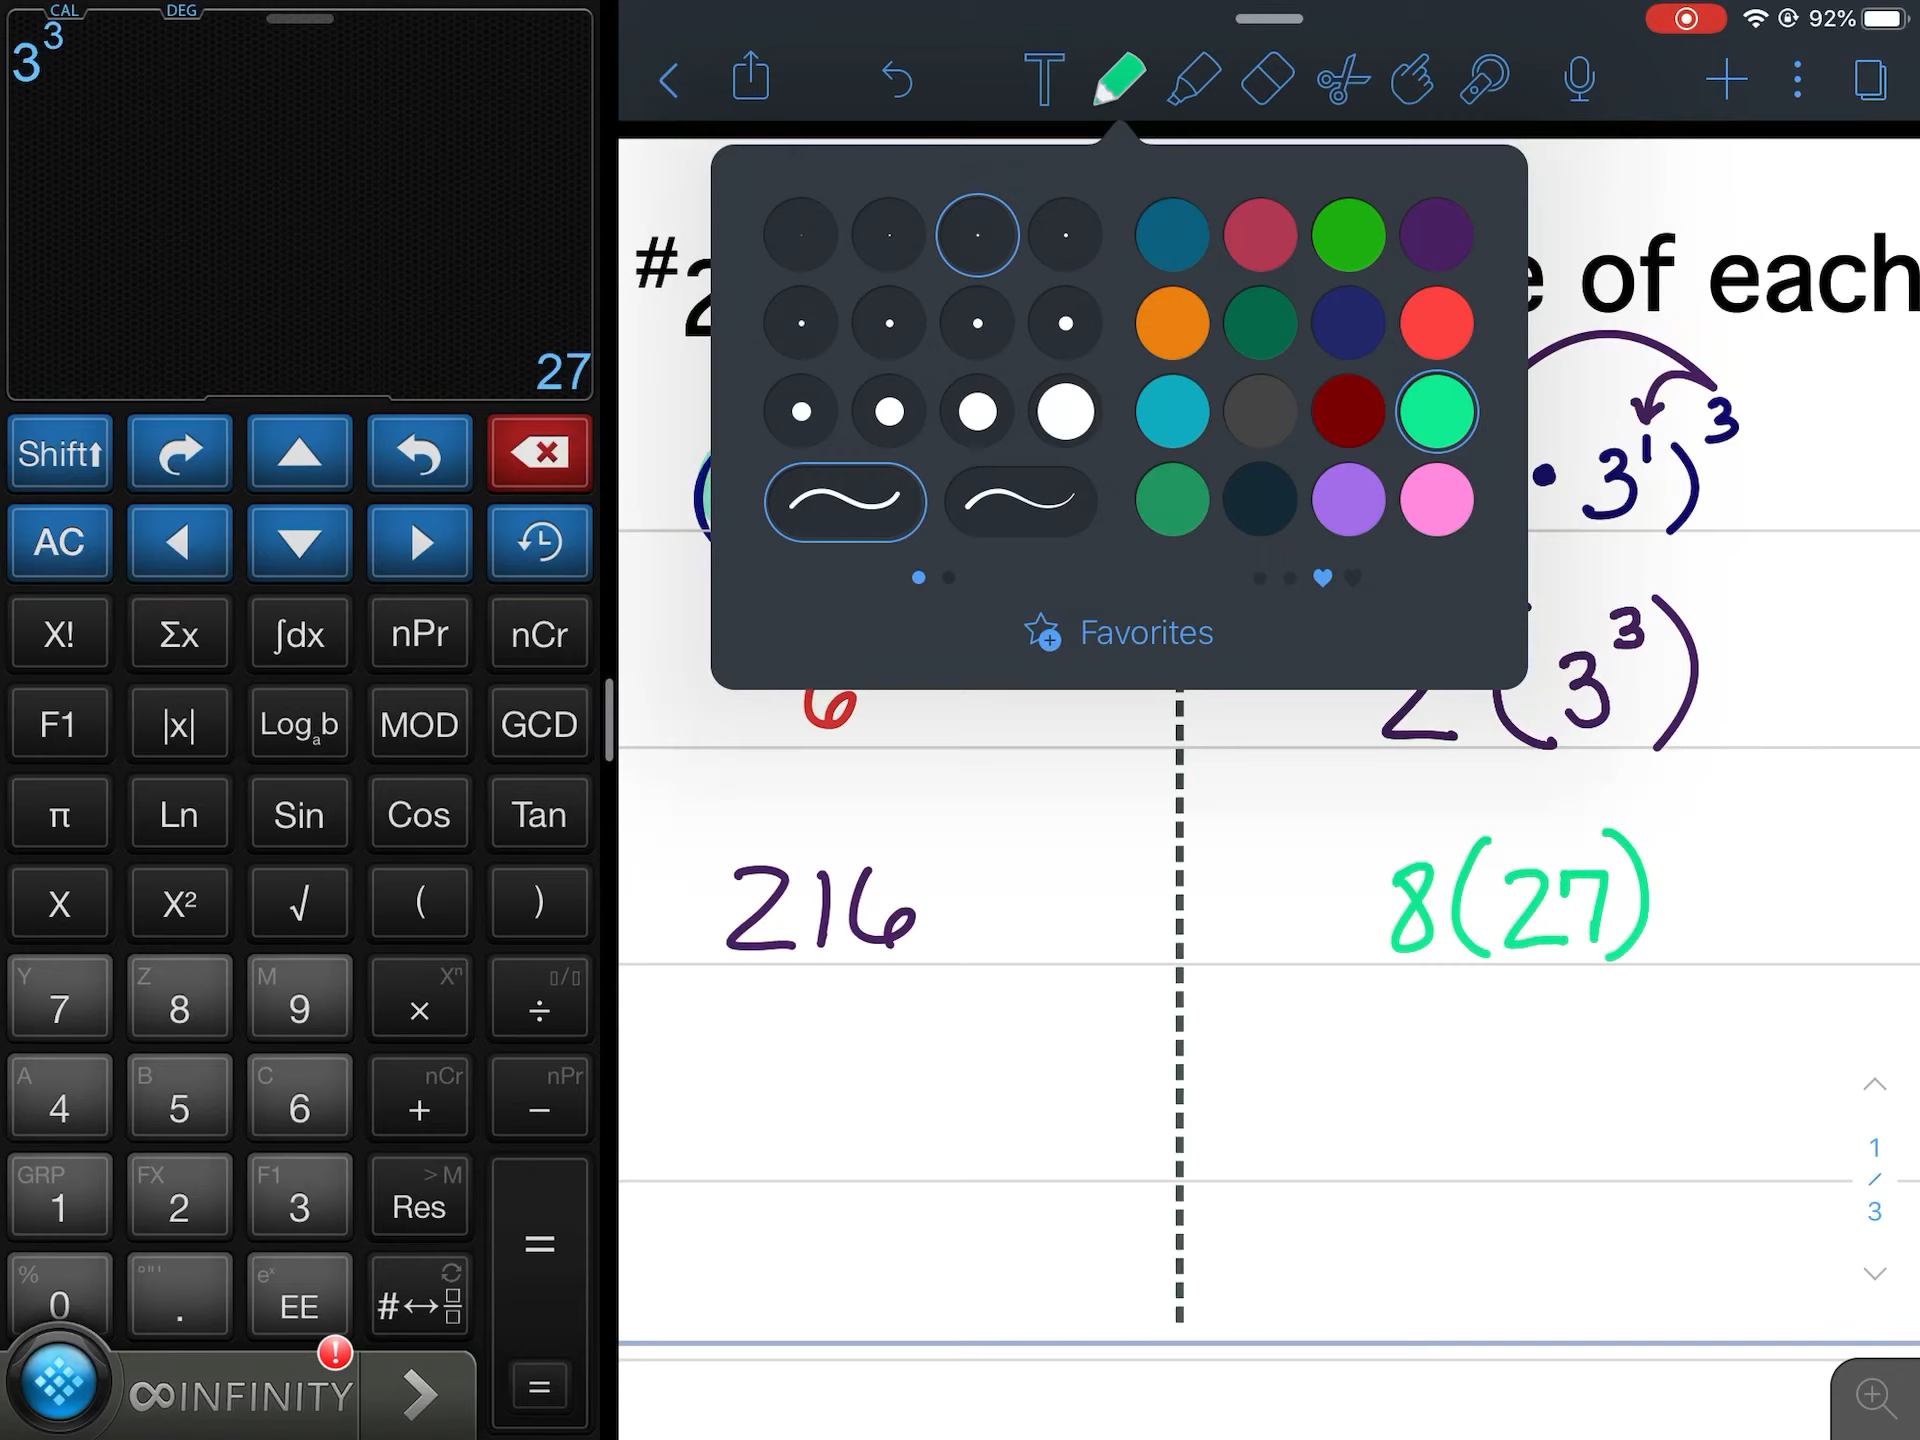 CAL DEG
3^3
27
Shift
AC
X! Σx ∫dx nPr nCr
F1 |x| Logab MOD GCD
π Ln Sin Cos Tan
X X² √ ( )
Y 7 Z 8 M 9 Xⁿ × ▯/▯ ÷
A 4 B 5 C 6 nCr + nPr −
GRP 1 FX 2 F1 3 > M Res =
% 0 ° ' '' . eˣ EE #↔▯/▯ =
∞INFINITY
!
92%
T
Favorites
# of each
• 3¹)³
(3³)
6
216
8(27)
1
/
3